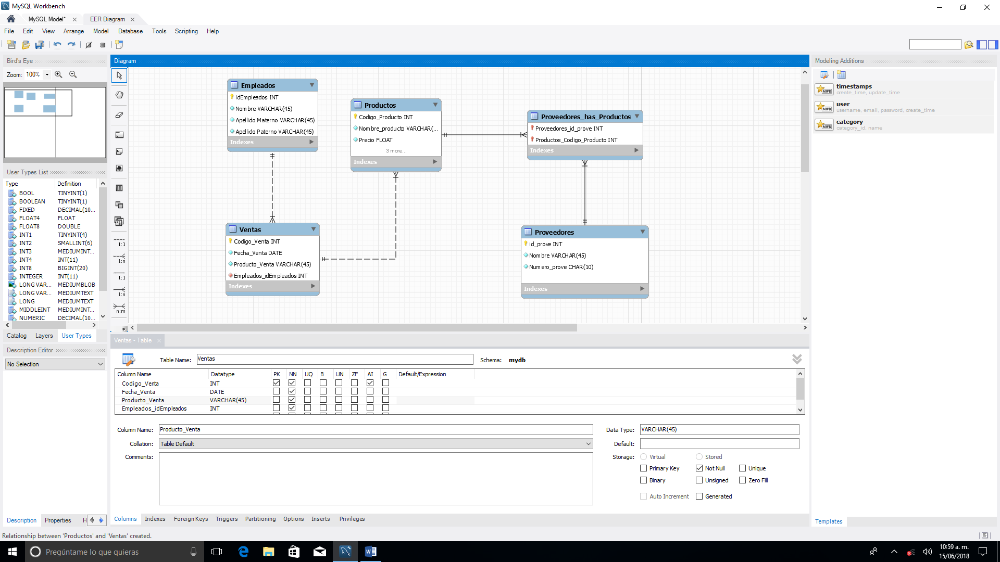 MySQL Workbench
MySQL Model*
EER Diagram
File Edit View Arrange Model Database Tools Scripting Help
Bird's Eye
Zoom: 100%
User Types List
Type Definition
BOOL TINYINT(1)
BOOLEAN TINYINT(1)
FIXED DECIMAL(10...
FLOAT4 FLOAT
FLOAT8 DOUBLE
INT1 TINYINT(4)
INT2 SMALLINT(6)
INT3 MEDIUMINT...
INT4 INT(11)
INT8 BIGINT(20)
INTEGER INT(11)
LONG VAR... MEDIUMBLOB
LONG VAR... MEDIUMTEXT
LONG MEDIUMTEXT
MIDDLEINT MEDIUMINT...
NUMERIC DECIMAL(10...
Catalog Layers User Types
Description Editor
No Selection
Description Properties H
Diagram
1:1
1:n
1:1
1:n
n:m
Empleados
idEmpleados INT
Nombre VARCHAR(45)
Apellido Materno VARCHAR(45)
Apellido Paterno VARCHAR(45)
Indexes
Productos
Codigo_Producto INT
Nombre_producto VARCHAR(...
Precio FLOAT
3 more...
Indexes
Proveedores_has_Productos
Proveedores_id_prove INT
Productos_Codigo_Producto INT
Indexes
Ventas
Codigo_Venta INT
Fecha_Venta DATE
Producto_Venta VARCHAR(45)
Empleados_idEmpleados INT
Indexes
Proveedores
id_prove INT
Nombre VARCHAR(45)
Numero_prove CHAR(10)
Indexes
Modeling Additions
timestamps
create_time, update_time
user
username, email, password, create_time
category
category_id, name
Templates
Ventas - Table
Table Name: Ventas Schema: mydb
Column Name Datatype PK NN UQ B UN ZF AI G Default/Expression
Codigo_Venta INT
Fecha_Venta DATE
Producto_Venta VARCHAR(45)
Empleados_idEmpleados INT
Column Name: Producto_Venta Data Type: VARCHAR(45)
Collation: Table Default Default:
Comments: Storage: Virtual Stored
Primary Key Not Null Unique
Binary Unsigned Zero Fill
Auto Increment Generated
Columns Indexes Foreign Keys Triggers Partitioning Options Inserts Privileges
Relationship between 'Productos' and 'Ventas' created.
Pregúntame lo que quieras
10:59 a. m.
15/06/2018